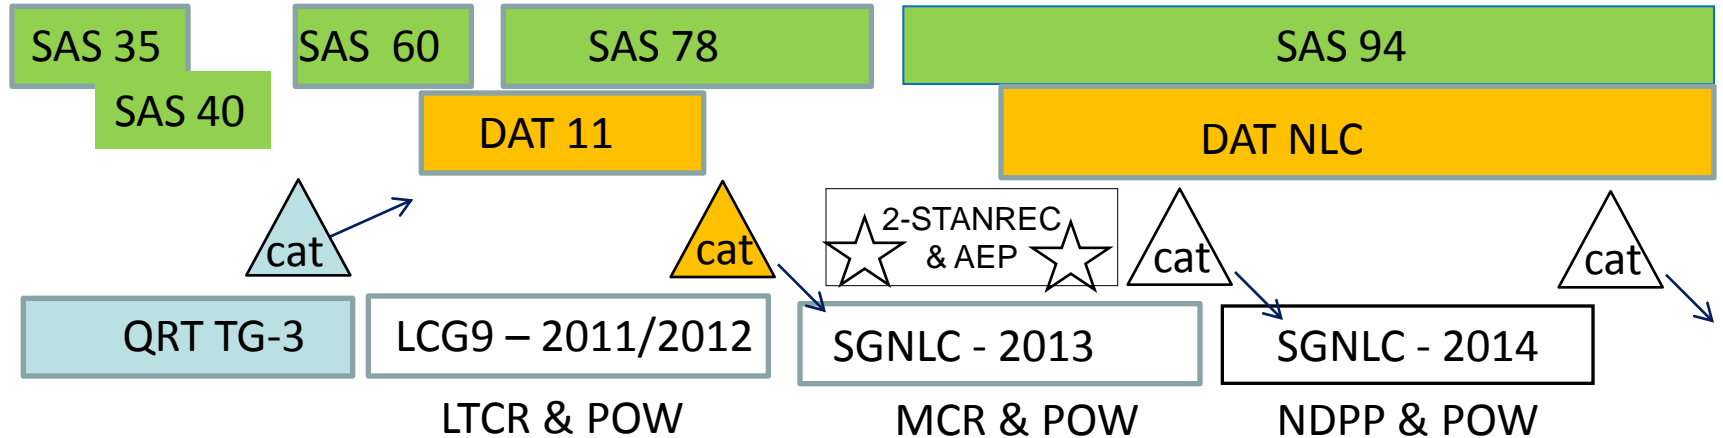 SAS 35
SAS 60
SAS 78
SAS 94
SAS 40
DAT 11
DAT NLC
cat
cat
2-STANREC
& AEP
cat
cat
QRT TG-3
LCG9 – 2011/2012
SGNLC - 2013
SGNLC - 2014
LTCR & POW
MCR & POW
NDPP & POW